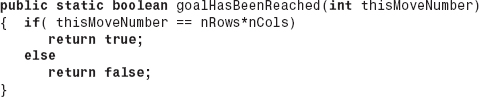 public static boolean goalHasBeenReached(int thisMoveNumber)
{  if( thisMoveNumber == nRows*nCols)
      return true;
   else
      return false;
}